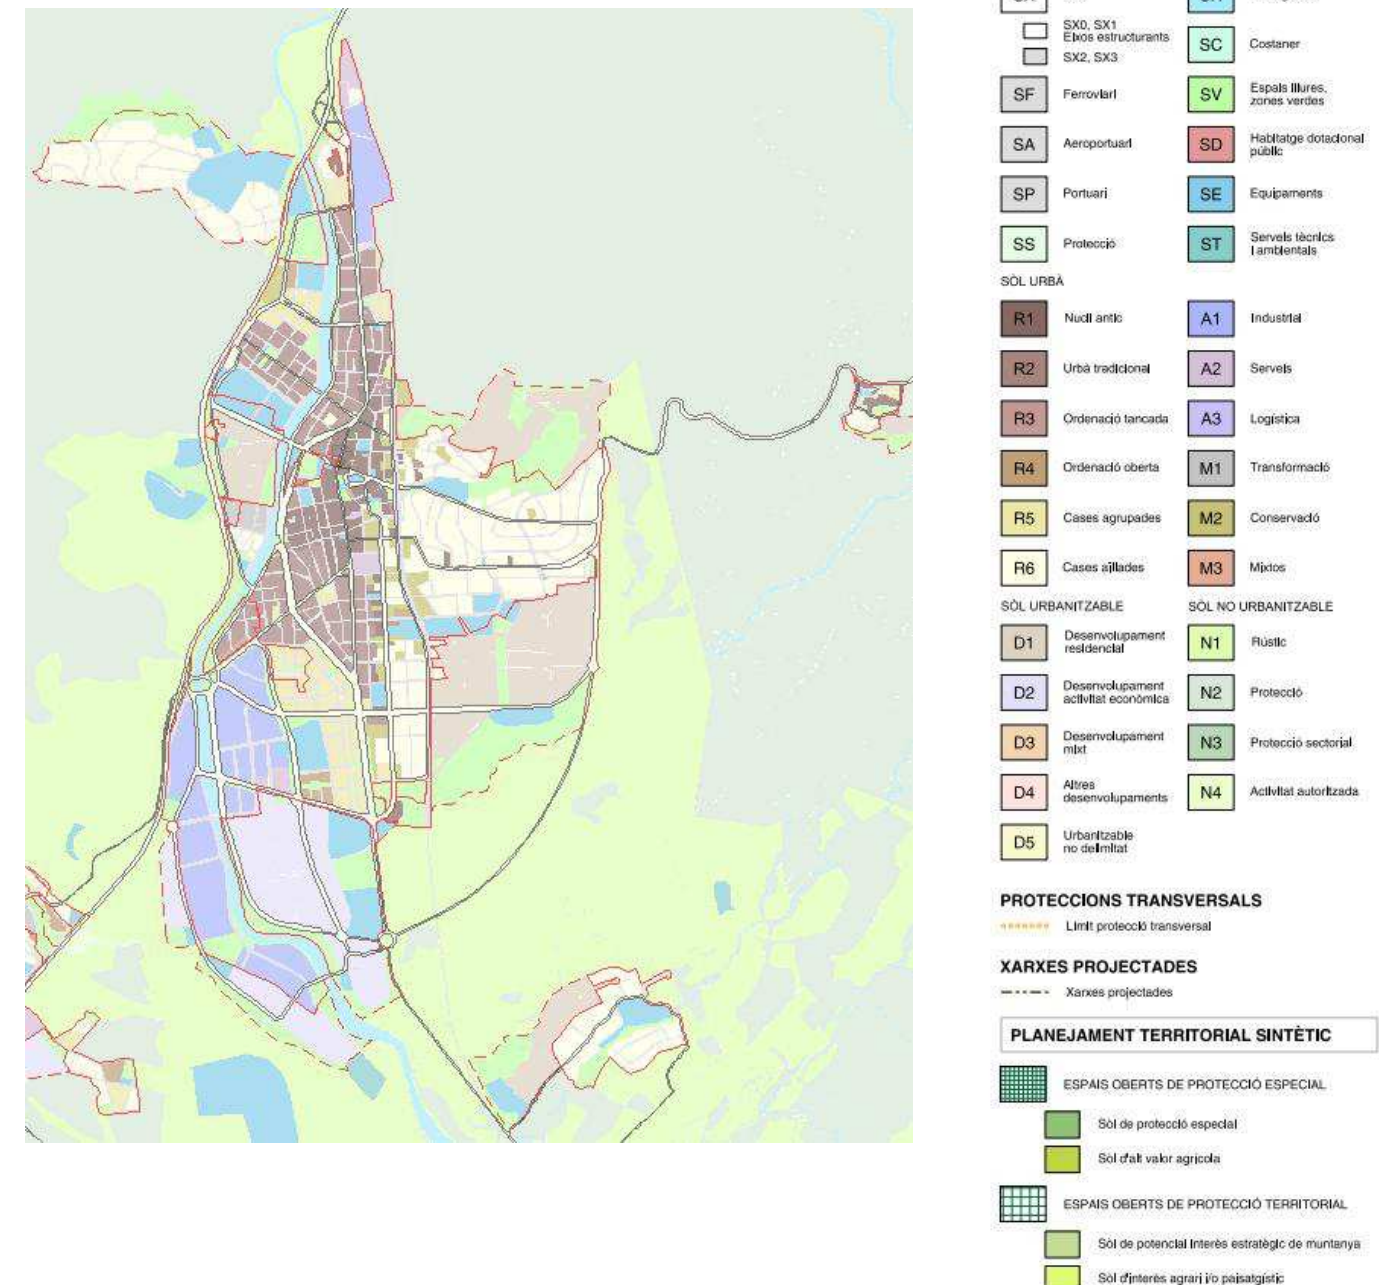 SX0, SX1
Eixos estructurants
SX2, SX3
SC Costaner
SF Ferroviari
SV Espais lliures,
zones verdes
SA Aeroportuari
SD Habitatge dotacional
públic
SP Portuari
SE Equipaments
SS Protecció
ST Serveis tècnics
i ambientals
SÒL URBÀ
R1 Nucli antic
A1 Industrial
R2 Urbà tradicional
A2 Serveis
R3 Ordenació tancada
A3 Logística
R4 Ordenació oberta
M1 Transformació
R5 Cases agrupades
M2 Conservació
R6 Cases aïllades
M3 Mixtos
SÒL URBANITZABLE
SÒL NO URBANITZABLE
D1 Desenvolupament
residencial
N1 Rústic
D2 Desenvolupament
activitat econòmica
N2 Protecció
D3 Desenvolupament
mixt
N3 Protecció sectorial
D4 Altres
desenvolupaments
N4 Activitat autoritzada
D5 Urbanitzable
no delimitat
PROTECCIONS TRANSVERSALS
Límit protecció transversal
XARXES PROJECTADES
Xarxes projectades
PLANEJAMENT TERRITORIAL SINTÈTIC
ESPAIS OBERTS DE PROTECCIÓ ESPECIAL
Sòl de protecció especial
Sòl d'alt valor agrícola
ESPAIS OBERTS DE PROTECCIÓ TERRITORIAL
Sòl de potencial interès estratègic de muntanya
Sòl d'interès agrari i/o paisatgístic